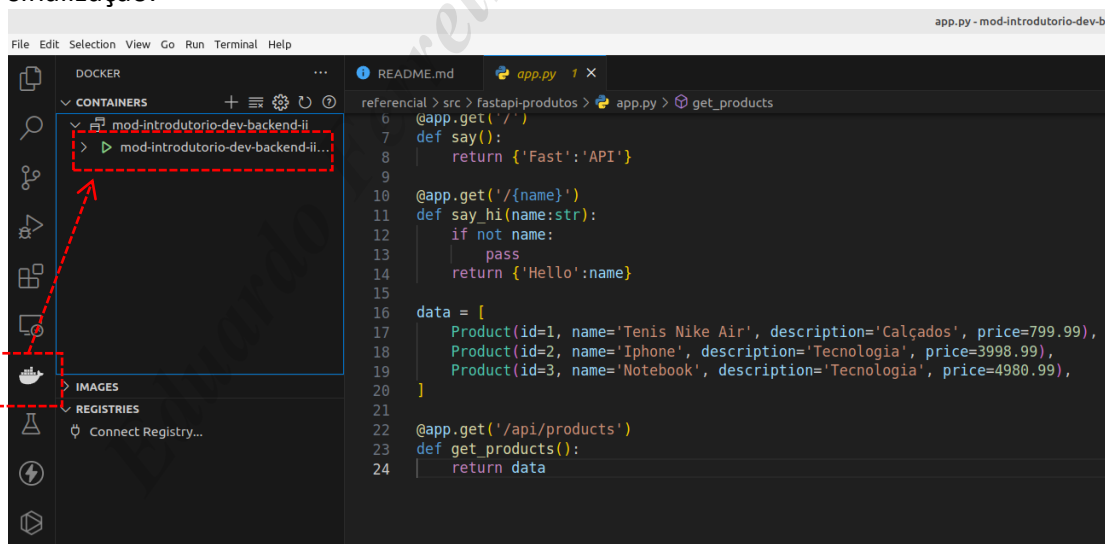 sinalização.
app.py - mod-introdutorio-dev-b
File Edit Selection View Go Run Terminal Help
DOCKER
README.md app.py 1
CONTAINERS
referencial > src > fastapi-produtos > app.py > get_products
mod-introdutorio-dev-backend-ii
mod-introdutorio-dev-backend-ii...
6 @app.get('/')
7 def say():
8 return {'Fast':'API'}
9
10 @app.get('/{name}')
11 def say_hi(name:str):
12 if not name:
13 pass
14 return {'Hello':name}
15
16 data = [
17 Product(id=1, name='Tenis Nike Air', description='Calçados', price=799.99),
18 Product(id=2, name='Iphone', description='Tecnologia', price=3998.99),
19 Product(id=3, name='Notebook', description='Tecnologia', price=4980.99),
20 ]
21
22 @app.get('/api/products')
23 def get_products():
24 return data
IMAGES
REGISTRIES
Connect Registry...
Eduardo